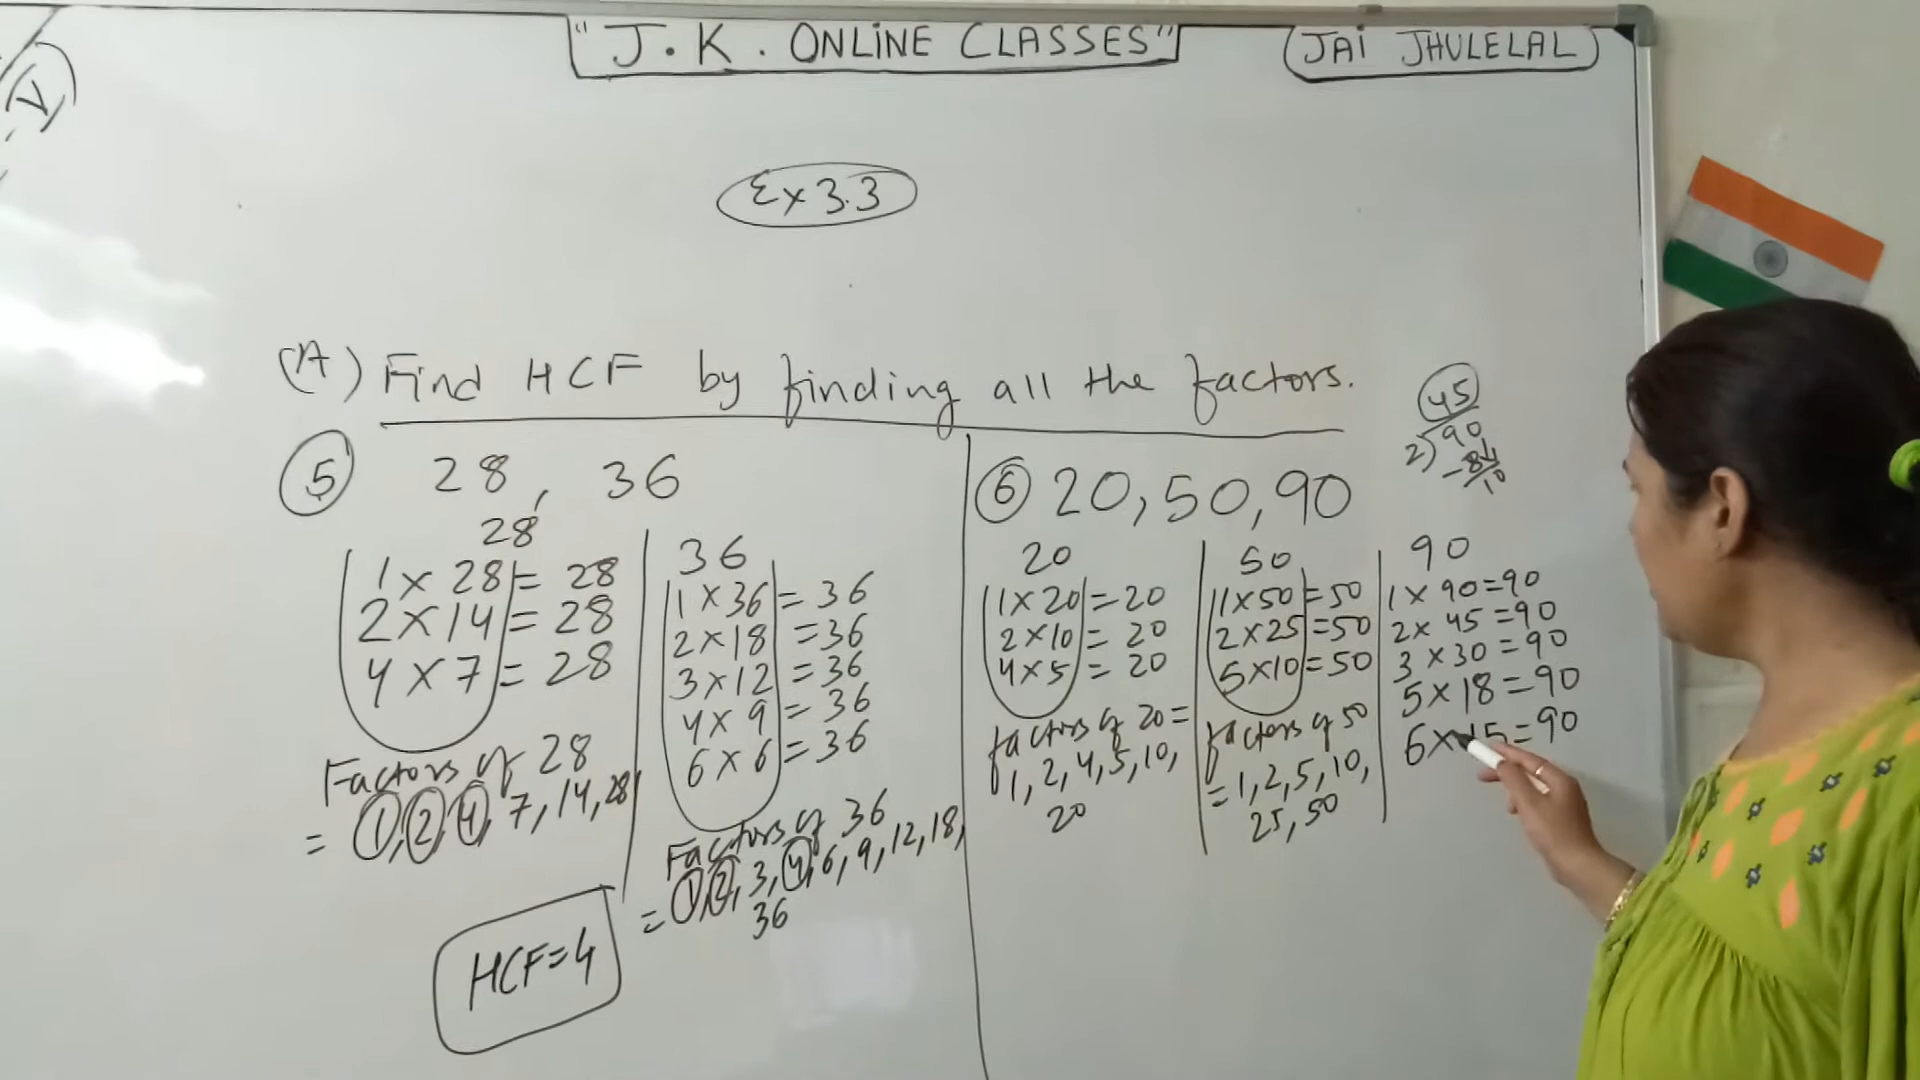 "J.K. ONLINE CLASSES"
JAI JHULELAL
Ex 3.3
(A) Find HCF by finding all the factors.
5 28, 36
28
1 x 28 = 28
2 x 14 = 28
4 x 7 = 28
Factors of 28
= 1, 2, 4, 7, 14, 28
36
1 x 36 = 36
2 x 18 = 36
3 x 12 = 36
4 x 9 = 36
6 x 6 = 36
Factors of 36
= 1, 2, 3, 4, 6, 9, 12, 18,
36
HCF = 4
6 20, 50, 90
20
1 x 20 = 20
2 x 10 = 20
4 x 5 = 20
factors of 20 =
1, 2, 4, 5, 10,
20
50
1 x 50 = 50
2 x 25 = 50
5 x 10 = 50
factors of 50
= 1, 2, 5, 10,
25, 50
45
2) 90
- 8↓
10
90
1 x 90 = 90
2 x 45 = 90
3 x 30 = 90
5 x 18 = 90
6 x 15 = 90